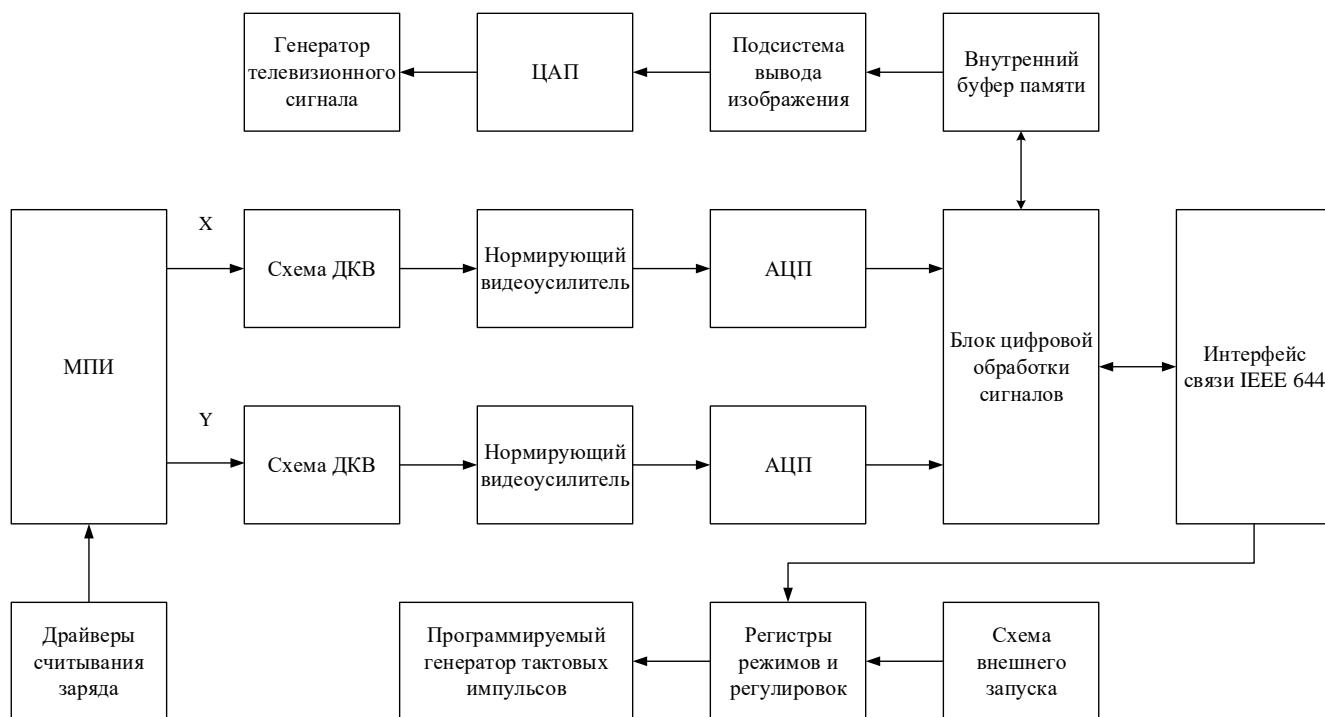 Генератор
телевизионного
сигнала
ЦАП
Подсистема
вывода
изображения
Внутренний
буфер памяти
МПИ
X
Схема ДКВ
Нормирующий
видеоусилитель
АЦП
Y
Схема ДКВ
Нормирующий
видеоусилитель
АЦП
Блок цифровой
обработки
сигналов
Интерфейс
связи IEEE 644
Драйверы
считывания
заряда
Программируемый
генератор тактовых
импульсов
Регистры
режимов и
регулировок
Схема
внешнего
запуска